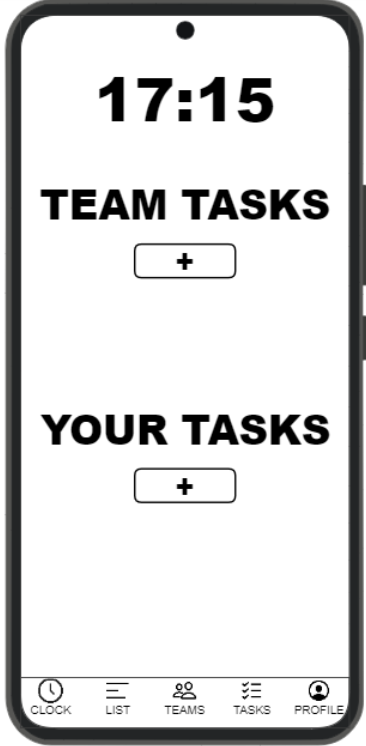 17:15
TEAM TASKS
+
YOUR TASKS
+
CLOCK LIST TEAMS TASKS PROFILE